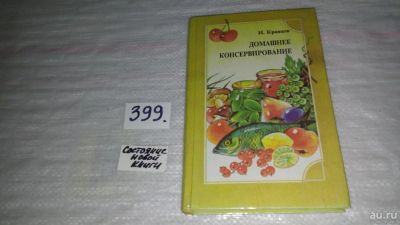 И. Кравцов
ДОМАШНЕЕ
КОНСЕРВИРОВАНИЕ
399.
Состояние
новой
книги
au.ru